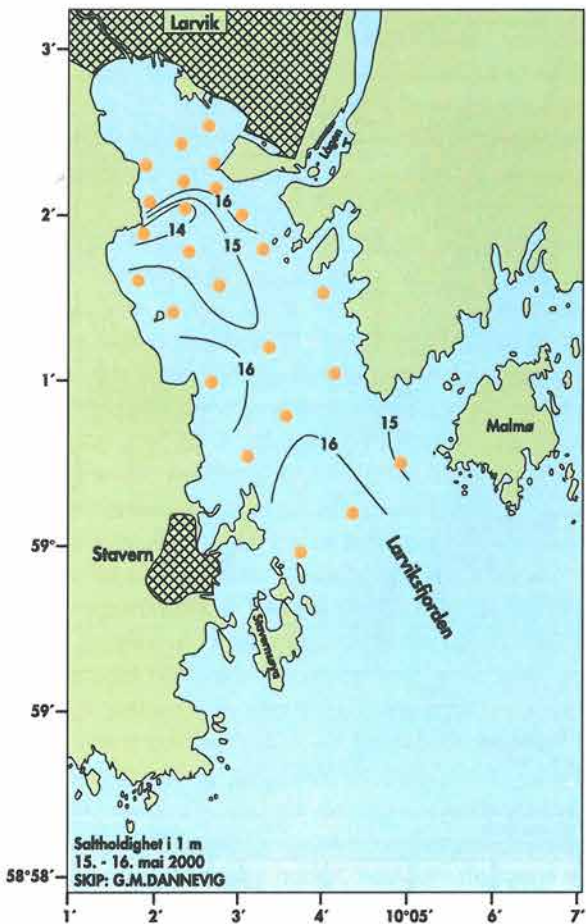 Larvik
3′
Lågen
2′
16
14
15
1′
16
15
Malmø
16
59°
Stavern
Larviksfjorden
Stavernsøya
59′
Saltholdighet i 1 m
15. - 16. mai 2000
SKIP: G.M.DANNEVIG
58°58′
1′ 2′ 3′ 4′ 10°05′ 6′